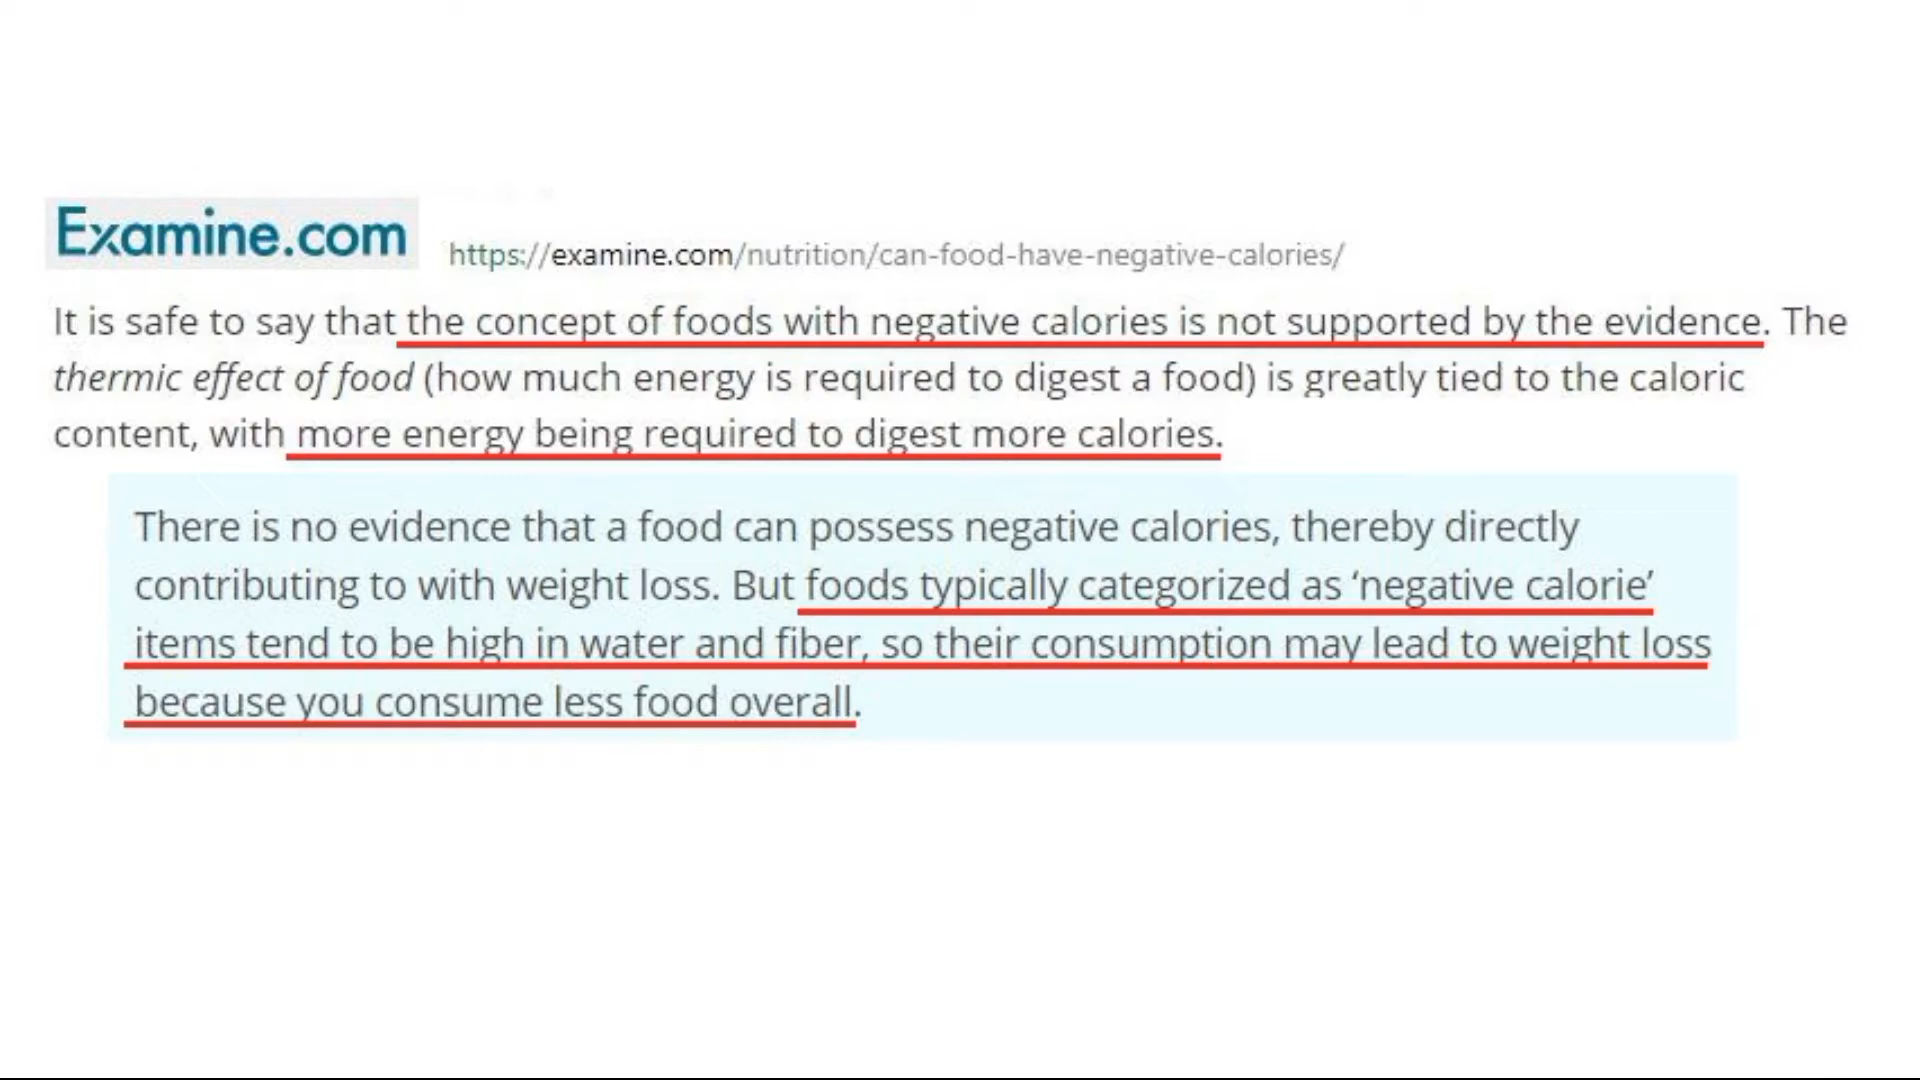 Examine.com
https://examine.com/nutrition/can-food-have-negative-calories/
It is safe to say that the concept of foods with negative calories is not supported by the evidence. The
thermic effect of food (how much energy is required to digest a food) is greatly tied to the caloric
content, with more energy being required to digest more calories.
There is no evidence that a food can possess negative calories, thereby directly
contributing to with weight loss. But foods typically categorized as ‘negative calorie’
items tend to be high in water and fiber, so their consumption may lead to weight loss
because you consume less food overall.